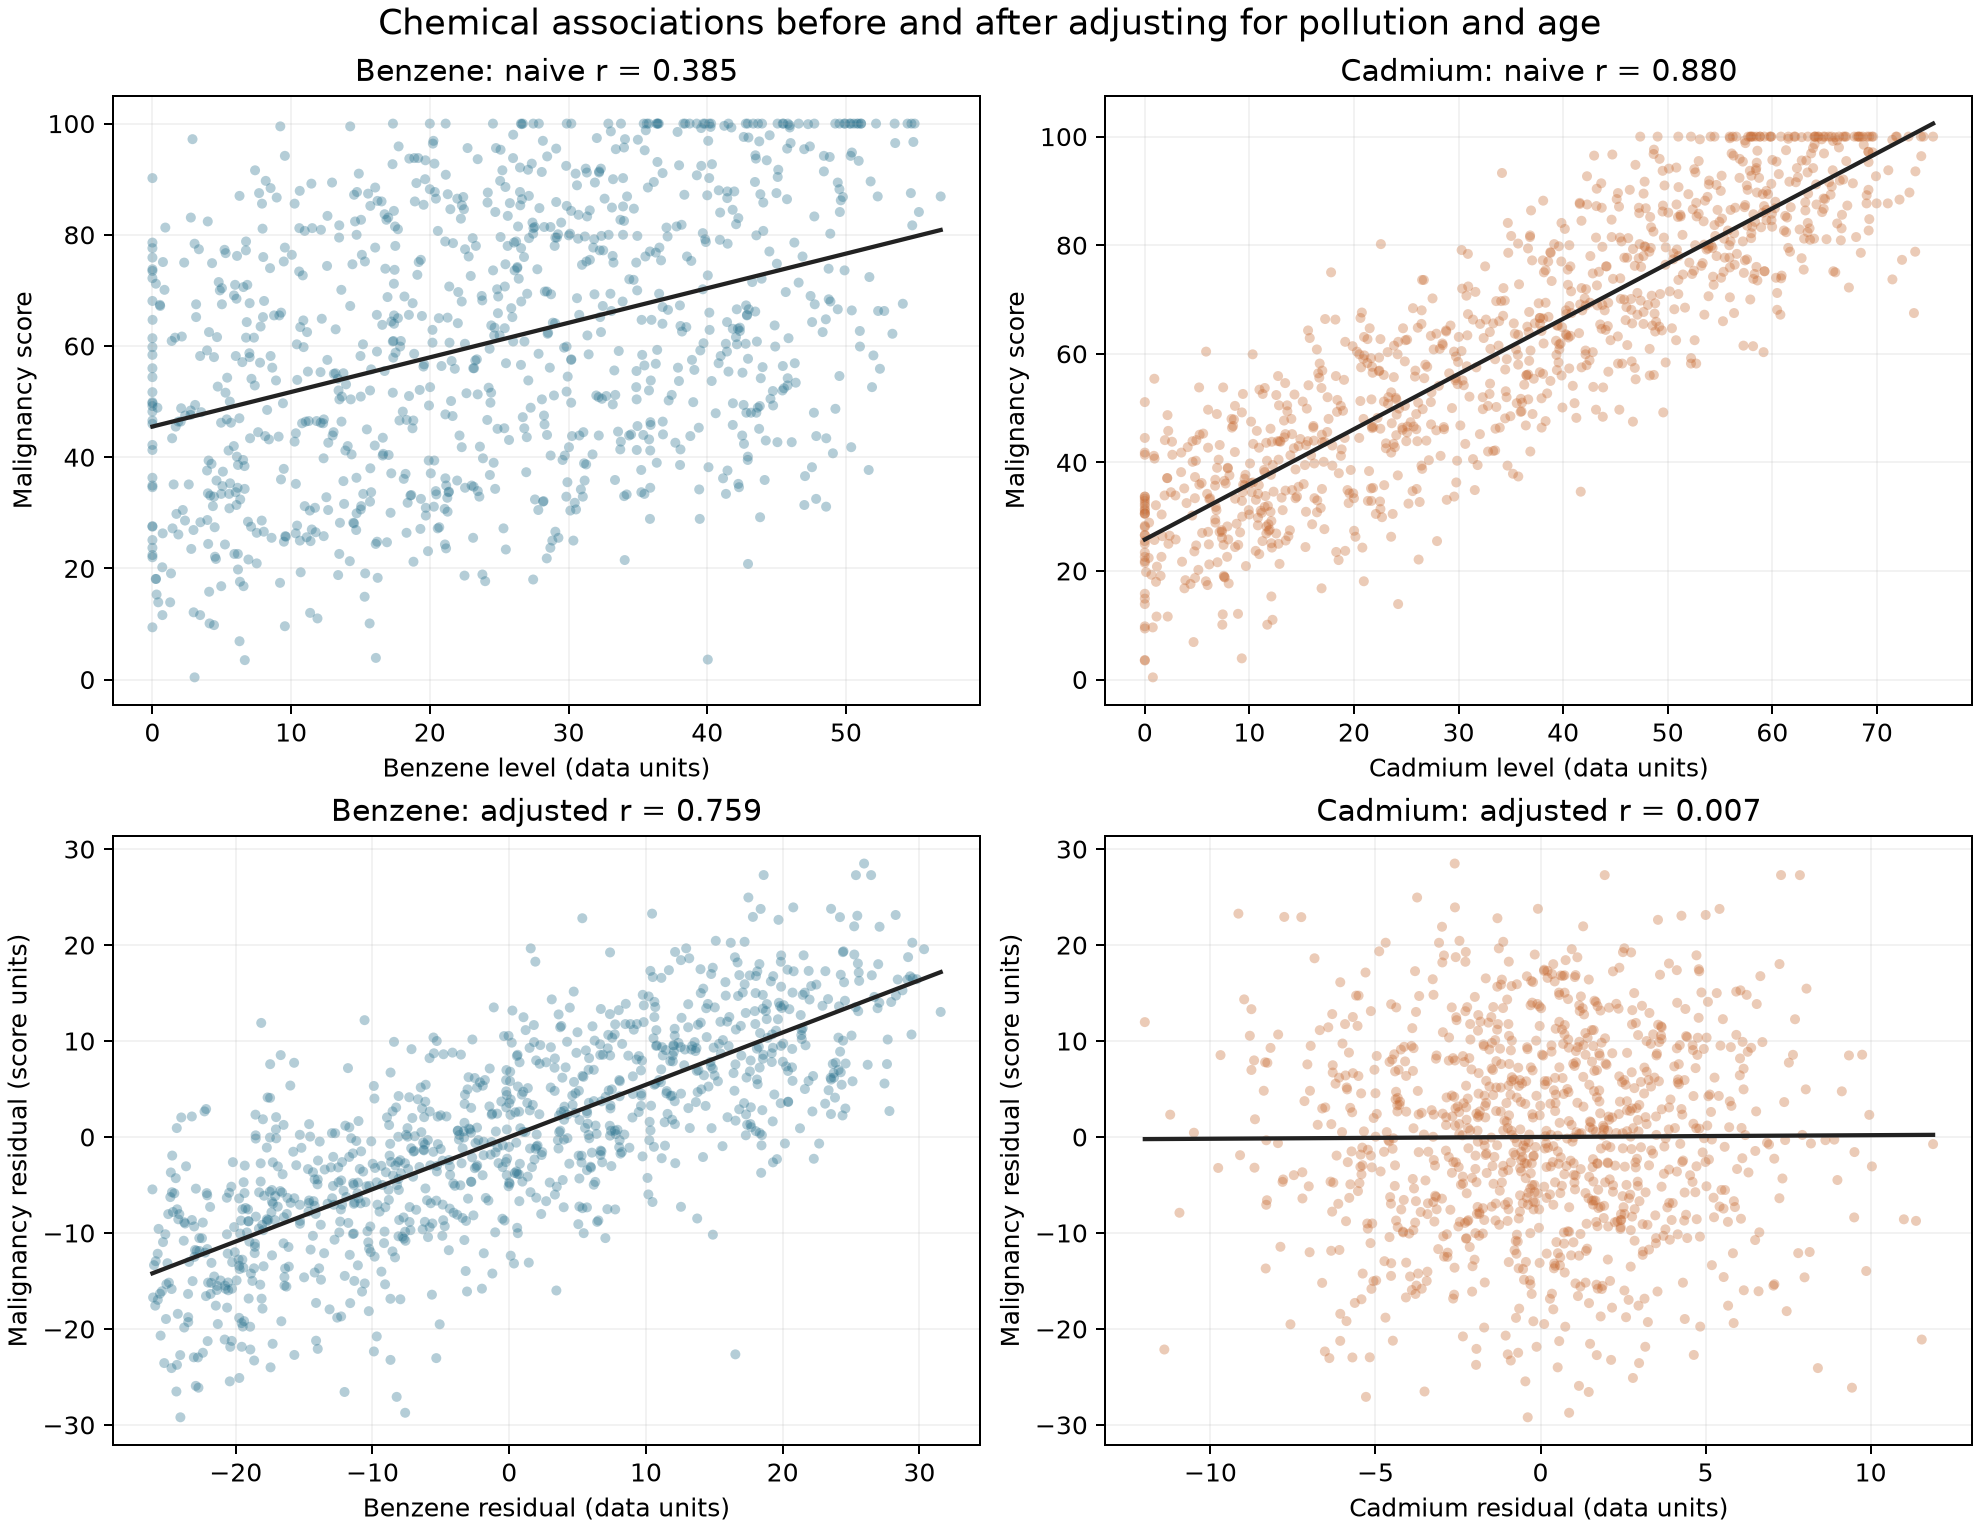 Chemical associations before and after adjusting for pollution and age
Benzene: naive r = 0.385
Malignancy score
100
80
60
40
20
0
0 10 20 30 40 50
Benzene level (data units)
Cadmium: naive r = 0.880
Malignancy score
100
80
60
40
20
0
0 10 20 30 40 50 60 70
Cadmium level (data units)
Benzene: adjusted r = 0.759
Malignancy residual (score units)
30
20
10
0
−10
−20
−30
−20 −10 0 10 20 30
Benzene residual (data units)
Cadmium: adjusted r = 0.007
Malignancy residual (score units)
30
20
10
0
−10
−20
−30
−10 −5 0 5 10
Cadmium residual (data units)